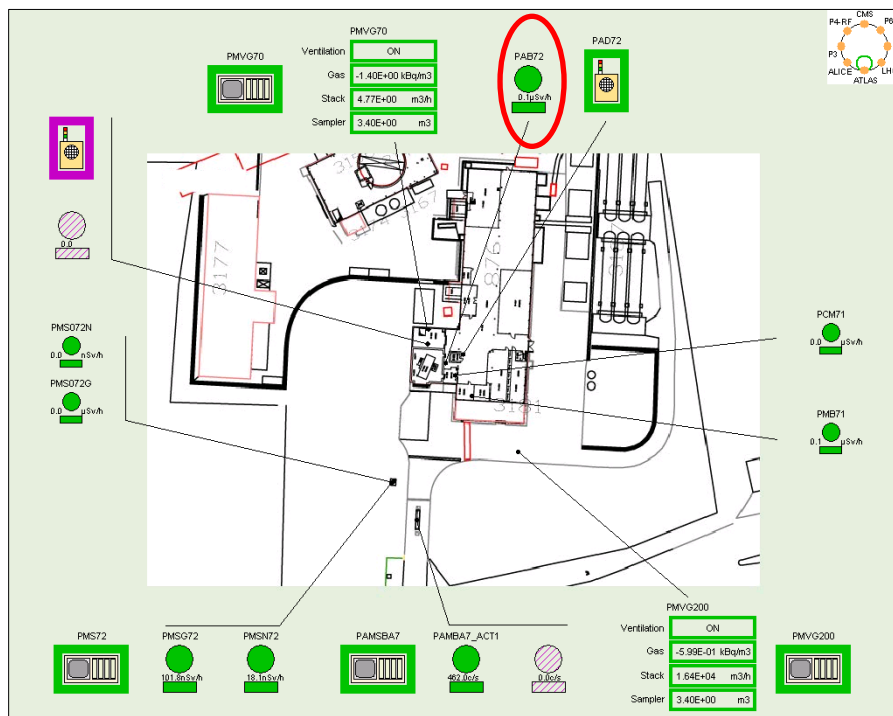 PMVG70
PMVG70
Ventilation ON
Gas -1.40E+00 kBq/m3
Stack 4.77E+00 m3/h
Sampler 3.40E+00 m3
PAB72
0.1µSv/h
PAD72
CMS
P4-RF
P6
P3
ALICE
LH
ATLAS
0.0
3177
876
3181
PMS072N
0.0 nSv/h
PMS072G
0.0 µSv/h
PCM71
0.0 µSv/h
PMB71
0.1 µSv/h
PMS72
PMSG72
101.8nSv/h
PMSN72
18.1nSv/h
PAMSBA7
PAMBA7_ACT1
462.0c/s
0.0c/s
PMVG200
Ventilation ON
Gas -5.99E-01 kBq/m3
Stack 1.64E+04 m3/h
Sampler 3.40E+00 m3
PMVG200